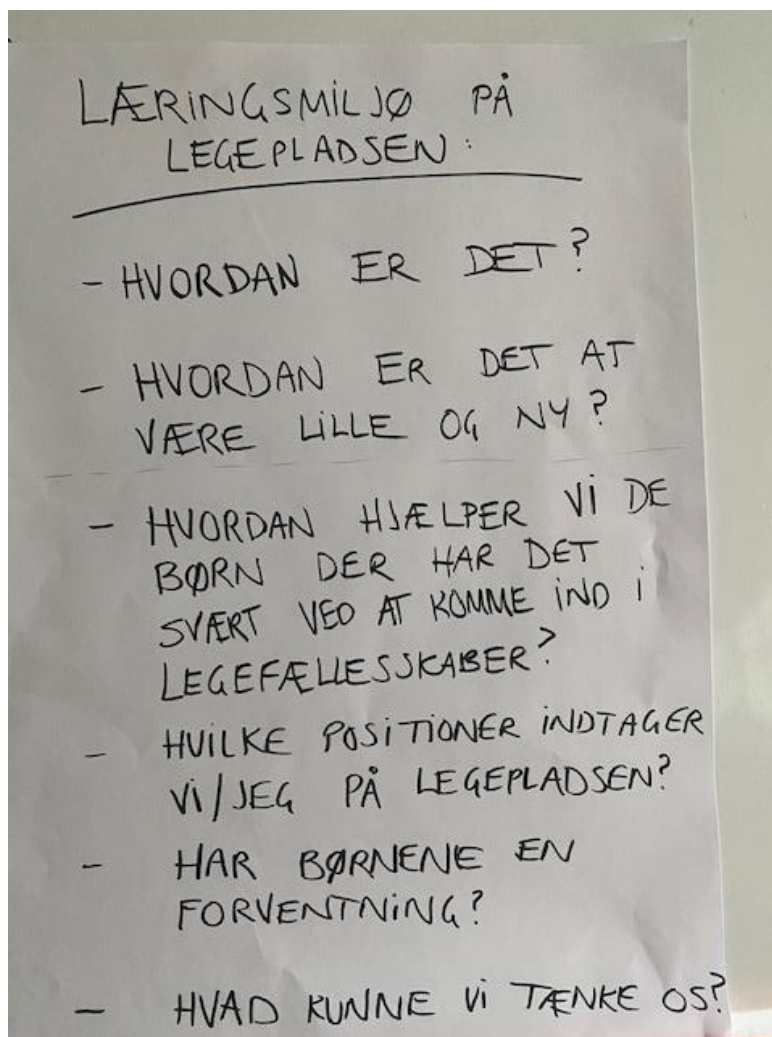 LÆRINGSMILJØ PÅ
LEGEPLADSEN:
- HVORDAN ER DET?
- HVORDAN ER DET AT
VÆRE LILLE OG NY?
- HVORDAN HJÆLPER VI DE
BØRN DER HAR DET
SVÆRT VED AT KOMME IND I
LEGEFÆLLESSKABER?
- HVILKE POSITIONER INDTAGER
VI/JEG PÅ LEGEPLADSEN?
- HAR BØRNENE EN
FORVENTNING?
- HVAD KUNNE VI TÆNKE OS?